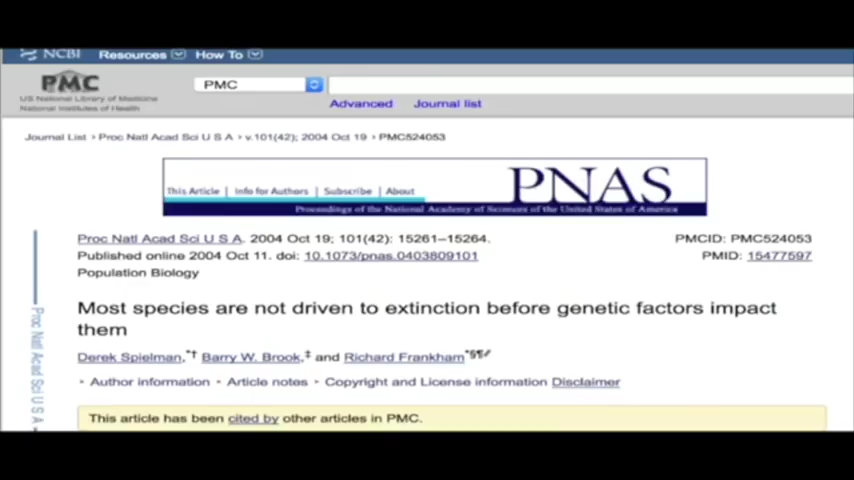 NCBI Resources How To
PMC
US National Library of Medicine
National Institutes of Health
PMC
Advanced Journal list
Journal List > Proc Natl Acad Sci U S A > v.101(42); 2004 Oct 19 > PMC524053
This Article | Info for Authors | Subscribe | About
PNAS
Proceedings of the National Academy of Sciences of the United States of America
Proc Natl Acad Sci U S A. 2004 Oct 19; 101(42): 15261–15264.
PMCID: PMC524053
Published online 2004 Oct 11. doi: 10.1073/pnas.0403809101
PMID: 15477597
Population Biology
Most species are not driven to extinction before genetic factors impact
them
Derek Spielman,*† Barry W. Brook,‡ and Richard Frankham*§¶∥
Author information Article notes Copyright and License information Disclaimer
This article has been cited by other articles in PMC.
Proc Natl Acad Sci U S A